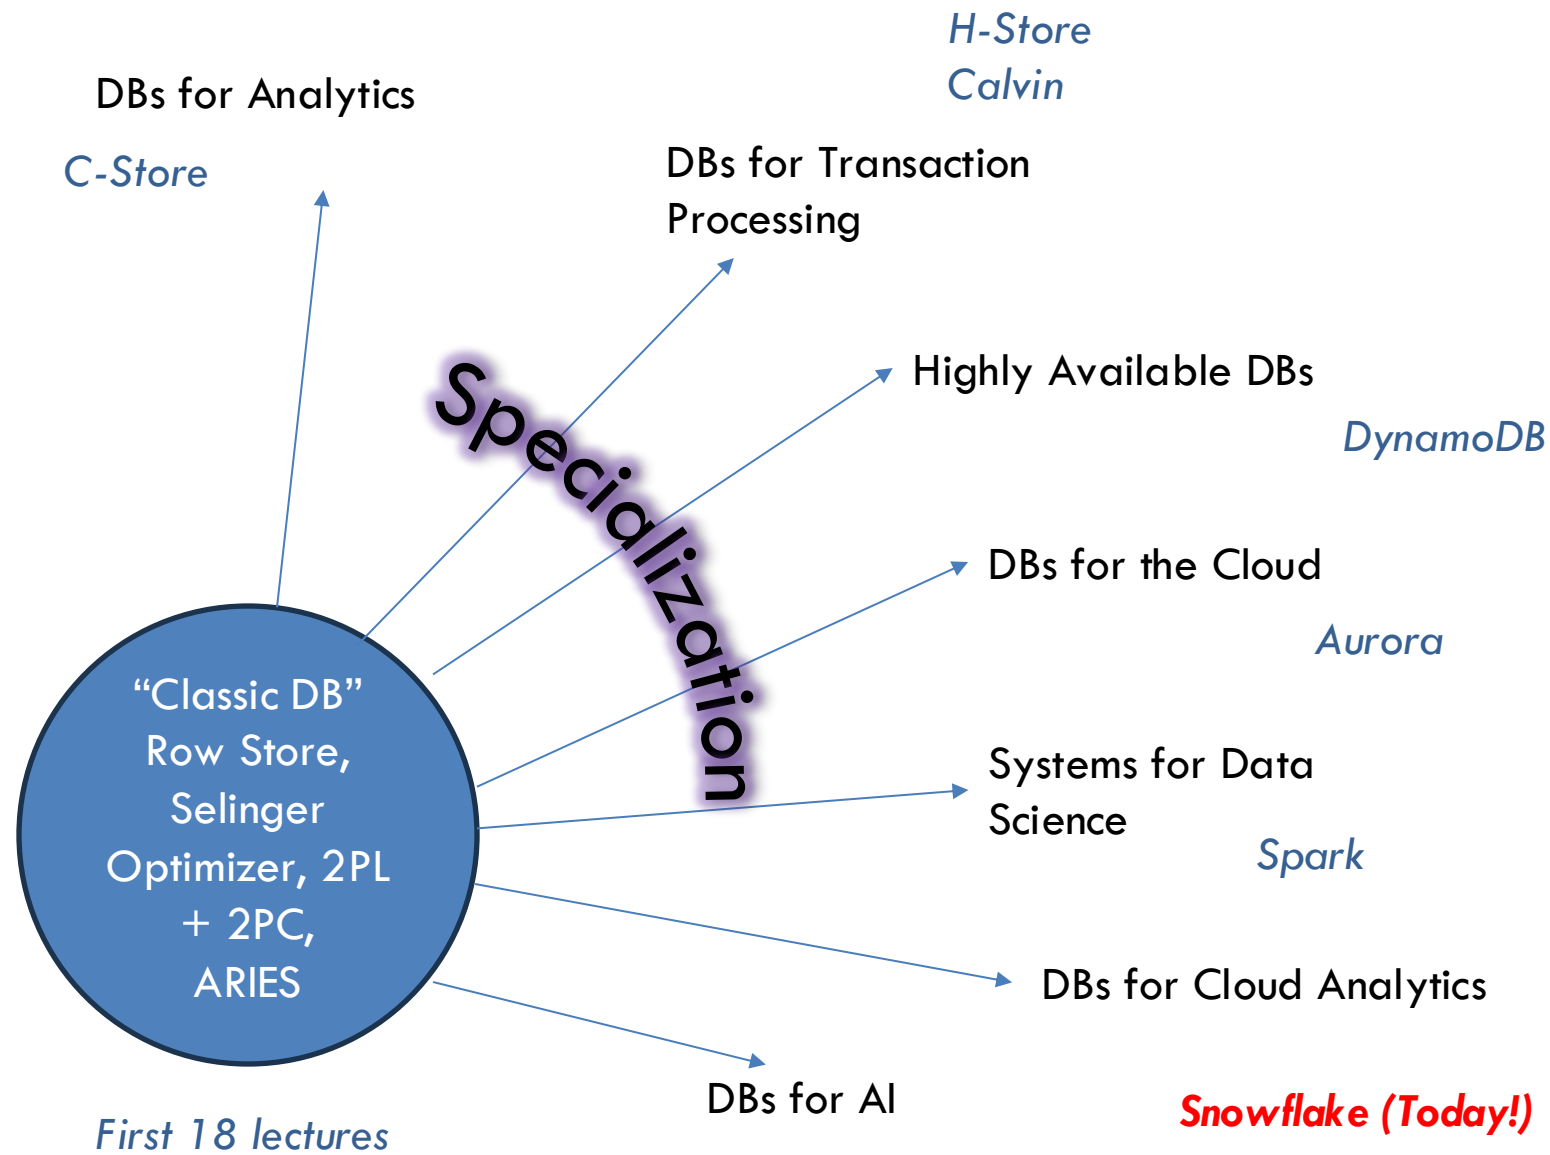 H-Store
Calvin
DBs for Analytics
C-Store
DBs for Transaction
Processing
Specialization
Highly Available DBs
DynamoDB
DBs for the Cloud
Aurora
“Classic DB”
Row Store,
Selinger
Optimizer, 2PL
+ 2PC,
ARIES
Systems for Data
Science
Spark
DBs for Cloud Analytics
DBs for AI
Snowflake (Today!)
First 18 lectures